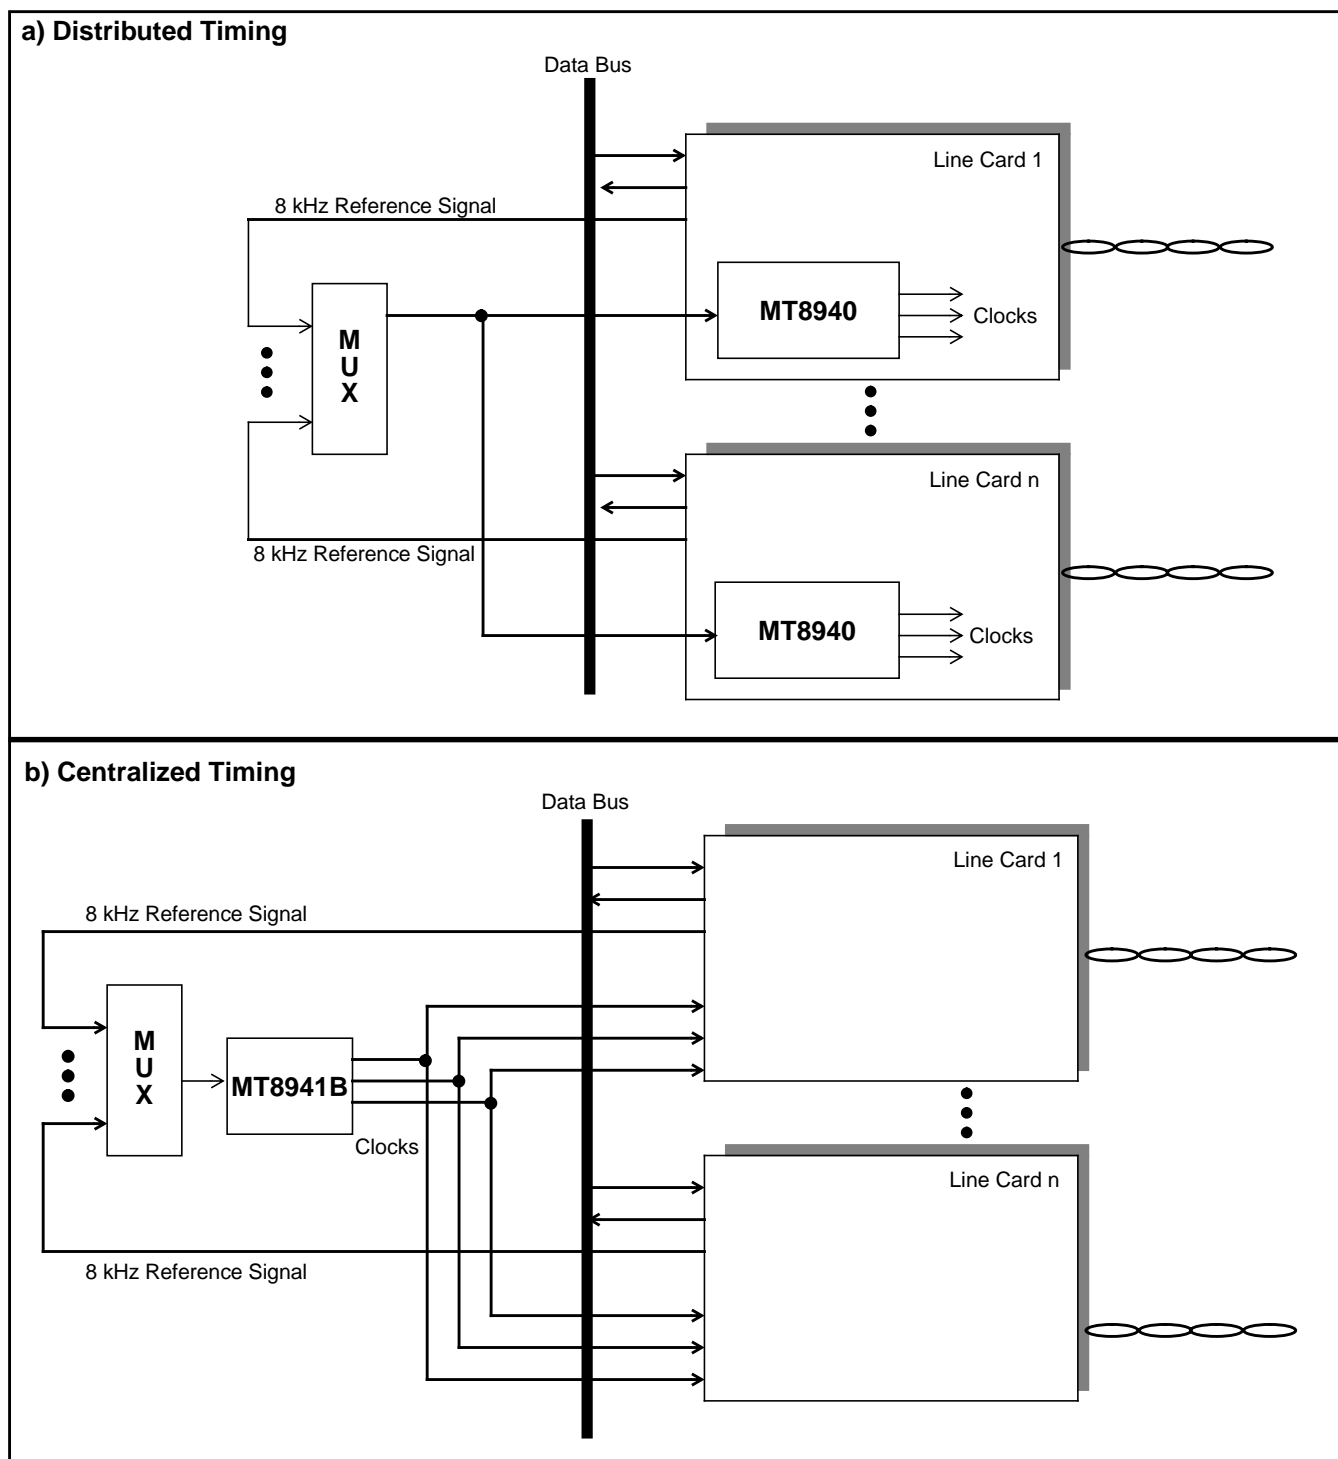 a) Distributed Timing
Data Bus
Line Card 1
8 kHz Reference Signal
MUX
MT8940
Clocks
Line Card n
8 kHz Reference Signal
MT8940
Clocks
b) Centralized Timing
Data Bus
Line Card 1
8 kHz Reference Signal
MUX
MT8941B
Clocks
Line Card n
8 kHz Reference Signal